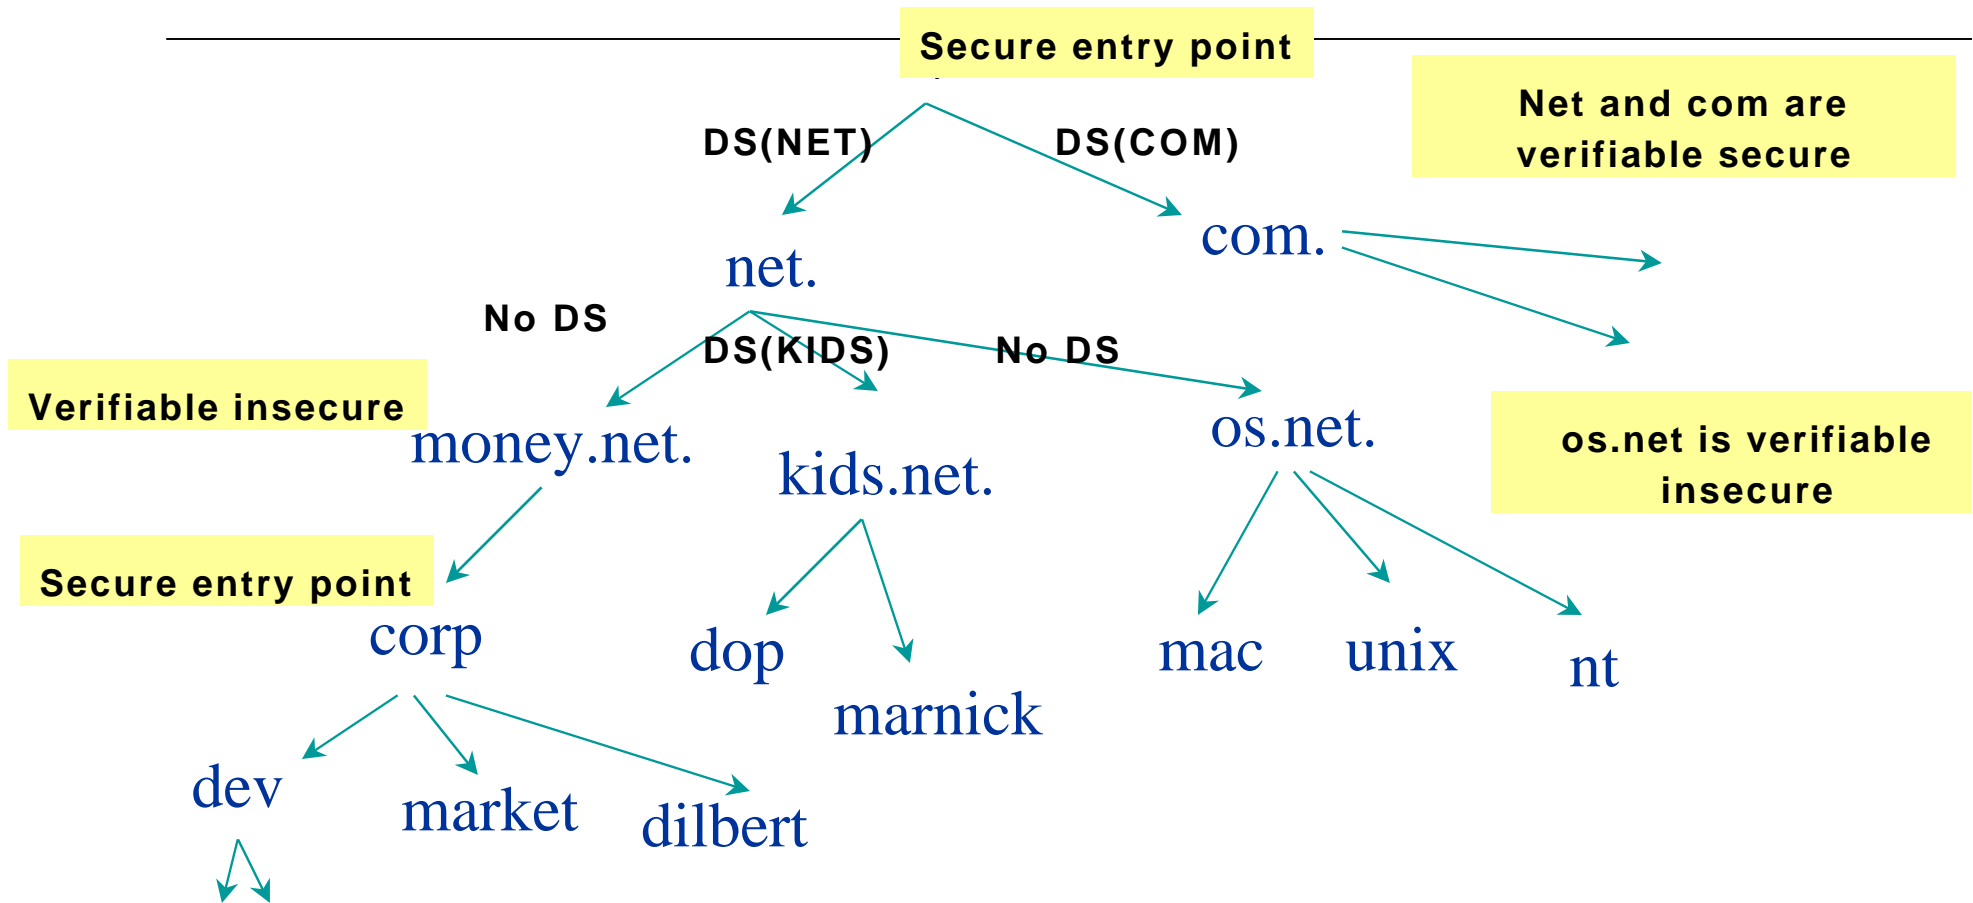 Secure entry point
Net and com are
verifiable secure
DS(NET)
DS(COM)
com.
net.
No DS
DS(KIDS)
No DS
Verifiable insecure
money.net.
kids.net.
os.net.
os.net is verifiable
insecure
Secure entry point
corp
dop
marnick
mac
unix
nt
dev
market
dilbert